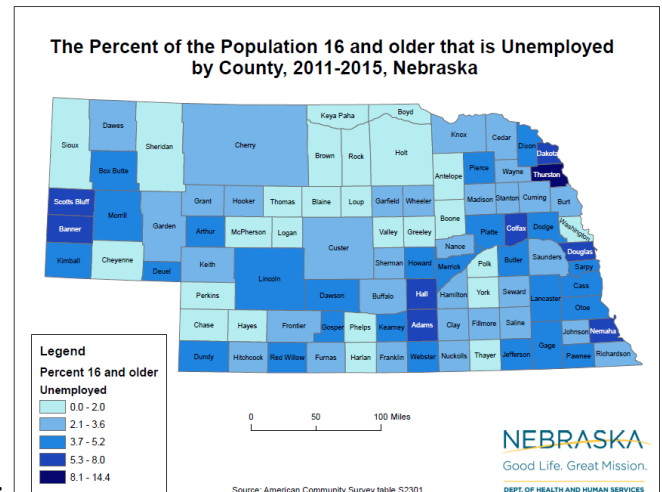 The Percent of the Population 16 and older that is Unemployed
by County, 2011-2015, Nebraska
Keya Paha
Boyd
Dawes
Sioux
Sheridan
Cherry
Knox
Cedar
Dixon
Dakota
Brown
Rock
Holt
Box Butte
Antelope
Pierce
Wayne
Thurston
Scotts Bluff
Morrill
Garden
Grant
Hooker
Thomas
Blaine
Loup
Garfield
Wheeler
Madison
Stanton
Cuming
Burt
Banner
Arthur
McPherson
Logan
Custer
Valley
Greeley
Boone
Platte
Colfax
Dodge
Washington
Kimball
Cheyenne
Deuel
Keith
Lincoln
Sherman
Howard
Nance
Merrick
Polk
Butler
Saunders
Douglas
Sarpy
Perkins
Dawson
Buffalo
Hall
Hamilton
York
Seward
Lancaster
Cass
Otoe
Chase
Hayes
Frontier
Gosper
Phelps
Kearney
Adams
Clay
Fillmore
Saline
Johnson
Nemaha
Dundy
Hitchcock
Red Willow
Furnas
Harlan
Franklin
Webster
Nuckolls
Thayer
Jefferson
Gage
Pawnee
Richardson
Legend
Percent 16 and older
Unemployed
0.0 - 2.0
2.1 - 3.6
3.7 - 5.2
5.3 - 8.0
8.1 - 14.4
0 50 100 Miles
NEBRASKA
Good Life. Great Mission.
DEPT. OF HEALTH AND HUMAN SERVICES
Source: American Community Survey table S2301